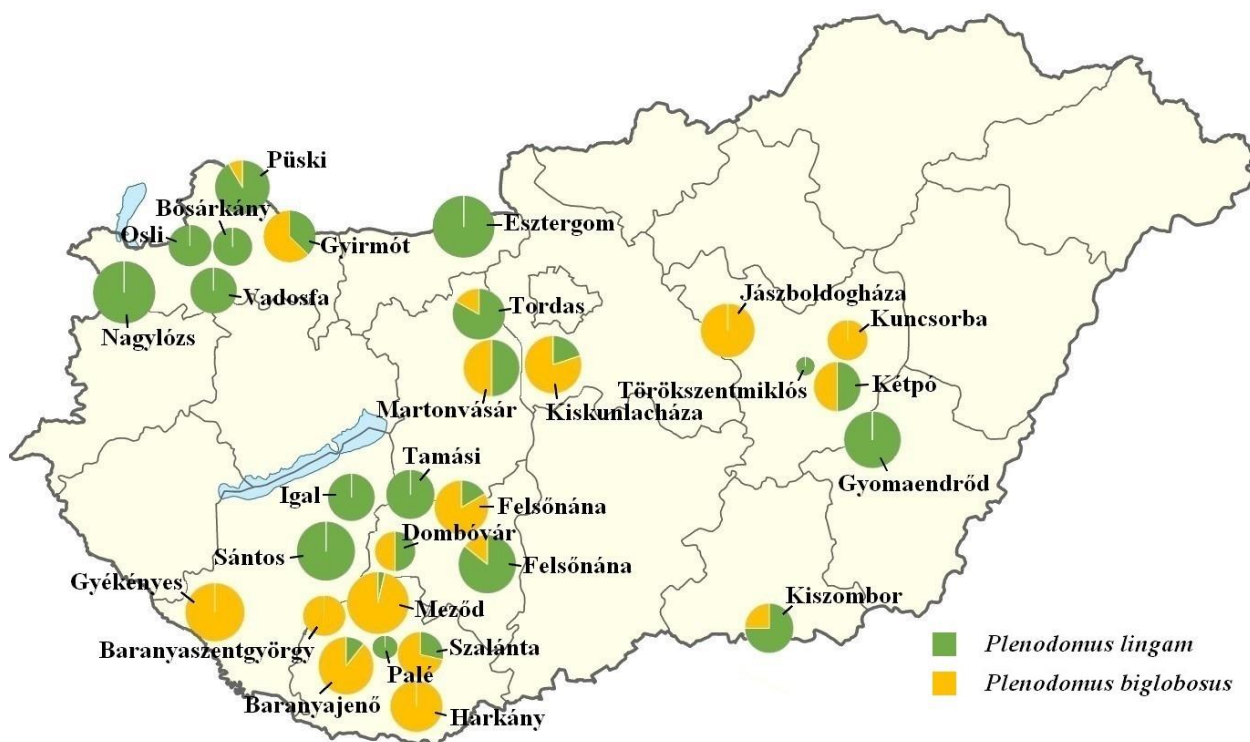 Püski
Bősárkány
Osli
Gyirmót
Esztergom
Vadosfa
Nagylózs
Tordas
Jászboldogháza
Kuncsorba
Törökszentmiklós
Kétpó
Martonvásár
Kiskunlacháza
Gyomaendrőd
Tamási
Igal
Felsőnána
Dombóvár
Sántos
Felsőnána
Gyékényes
Meződ
Kiszombor
Baranyaszentgyörgy
Szalánta
Palé
Baranyajenő
Harkány
Plenodomus lingam
Plenodomus biglobosus